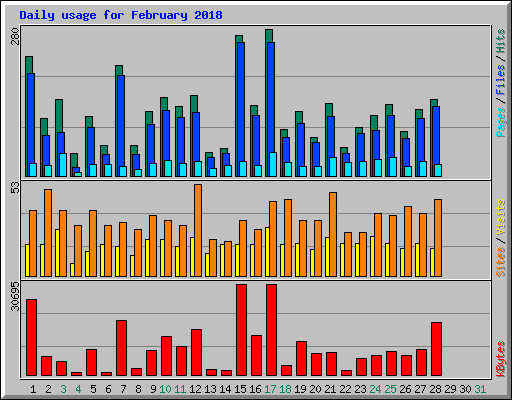 Daily usage for February 2018
280
Pages / Files / Hits
53
Sites / Visits
30695
KBytes
1 2 3 4 5 6 7 8 9 10 11 12 13 14 15 16 17 18 19 20 21 22 23 24 25 26 27 28 29 30 31